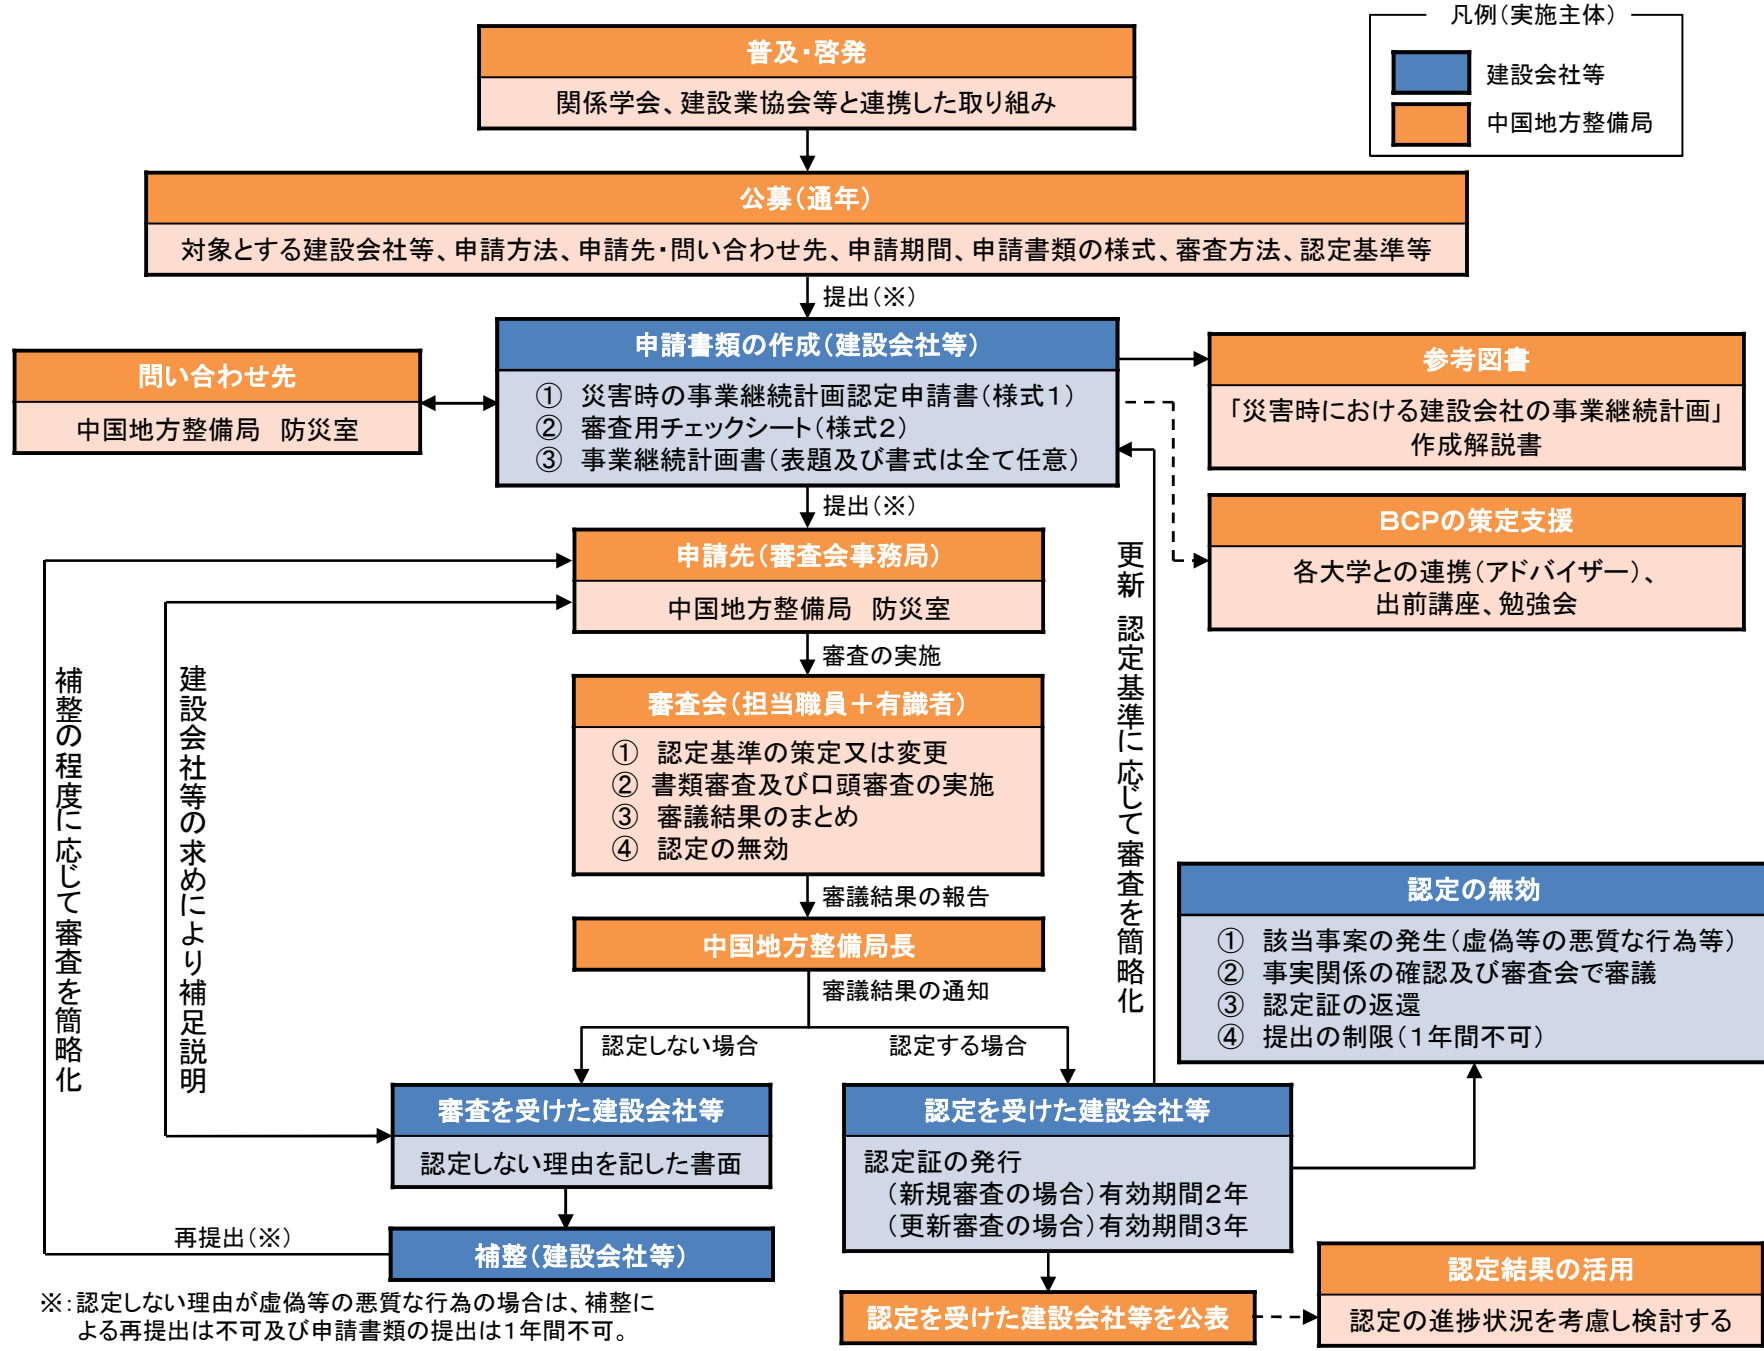 凡例（実施主体）
建設会社等
中国地方整備局
普及・啓発
関係学会、建設業協会等と連携した取り組み
公募（通年）
対象とする建設会社等、申請方法、申請先・問い合わせ先、申請期間、申請書類の様式、審査方法、認定基準等
提出（※）
申請書類の作成（建設会社等）
① 災害時の事業継続計画認定申請書（様式１）
② 審査用チェックシート（様式２）
③ 事業継続計画書（表題及び書式は全て任意）
問い合わせ先
中国地方整備局　防災室
参考図書
「災害時における建設会社の事業継続計画」
作成解説書
BCPの策定支援
各大学との連携（アドバイザー）、
出前講座、勉強会
提出（※）
申請先（審査会事務局）
中国地方整備局　防災室
審査の実施
審査会（担当職員＋有識者）
① 認定基準の策定又は変更
② 書類審査及び口頭審査の実施
③ 審議結果のまとめ
④ 認定の無効
審議結果の報告
中国地方整備局長
審議結果の通知
認定しない場合
認定する場合
補整の程度に応じて審査を簡略化
建設会社等の求めにより補足説明
更新　認定基準に応じて審査を簡略化
認定の無効
① 該当事案の発生（虚偽等の悪質な行為等）
② 事実関係の確認及び審査会で審議
③ 認定証の返還
④ 提出の制限（１年間不可）
審査を受けた建設会社等
認定しない理由を記した書面
再提出（※）
補整（建設会社等）
認定を受けた建設会社等
認定証の発行
（新規審査の場合）有効期間２年
（更新審査の場合）有効期間３年
認定を受けた建設会社等を公表
認定結果の活用
認定の進捗状況を考慮し検討する
※：認定しない理由が虚偽等の悪質な行為の場合は、補整に
よる再提出は不可及び申請書類の提出は１年間不可。